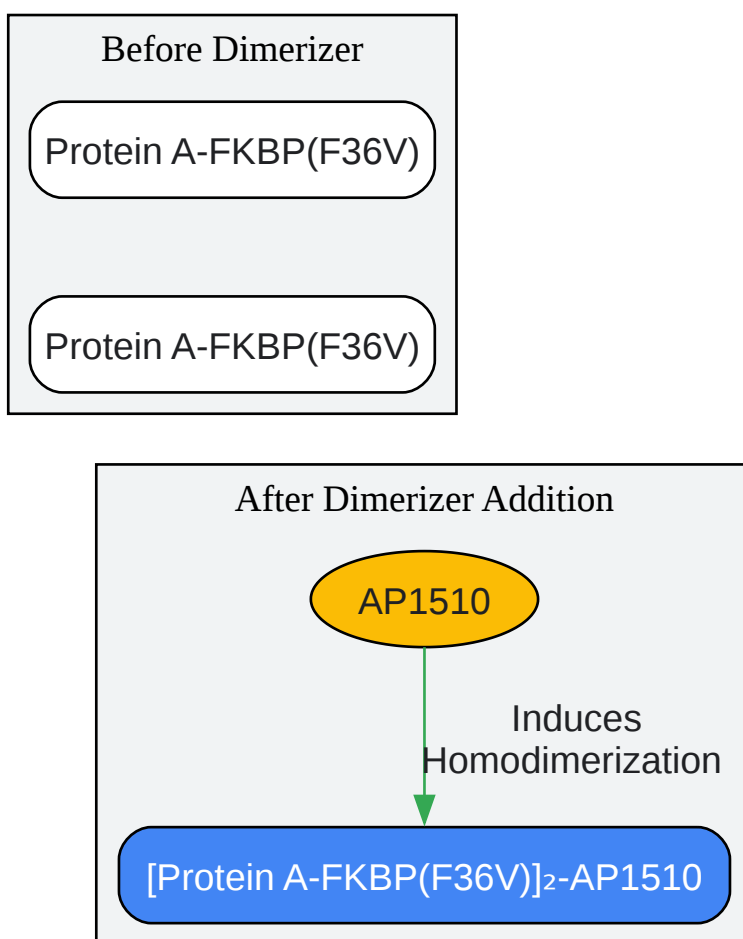 Before Dimerizer
Protein A-FKBP(F36V)
Protein A-FKBP(F36V)
After Dimerizer Addition
AP1510
Induces
Homodimerization
[Protein A-FKBP(F36V)]₂-AP1510